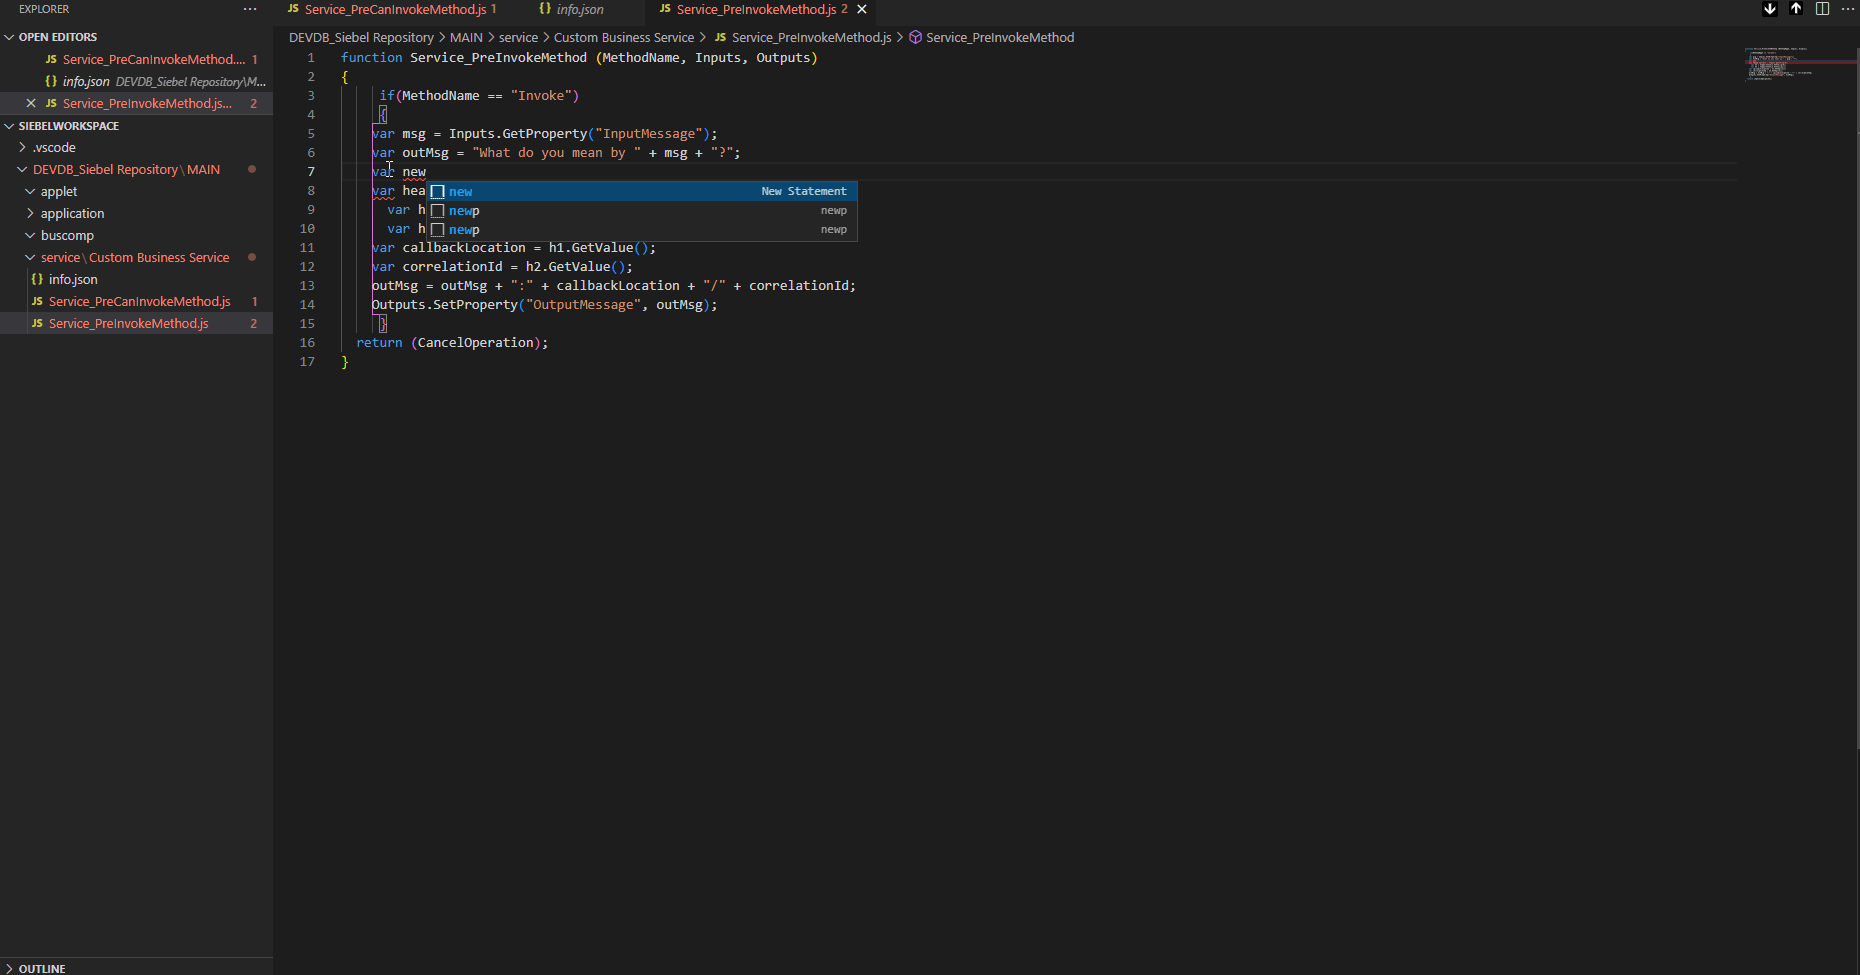 EXPLORER
OPEN EDITORS
JS Service_PreCanInvokeMethod.... 1
{} info.json DEVDB_Siebel Repository\M...
JS Service_PreInvokeMethod.js... 2
SIEBELWORKSPACE
.vscode
DEVDB_Siebel Repository\MAIN
applet
application
buscomp
service\Custom Business Service
{} info.json
JS Service_PreCanInvokeMethod.js 1
JS Service_PreInvokeMethod.js 2
OUTLINE
JS Service_PreCanInvokeMethod.js 1
{} info.json
JS Service_PreInvokeMethod.js 2
DEVDB_Siebel Repository > MAIN > service > Custom Business Service > JS Service_PreInvokeMethod.js > Service_PreInvokeMethod
1 function Service_PreInvokeMethod (MethodName, Inputs, Outputs)
2 {
3 if(MethodName == "Invoke")
4 {
5 var msg = Inputs.GetProperty("InputMessage");
6 var outMsg = "What do you mean by " + msg + "?";
7 var new
8 var hea
9 var h
10 var h
new New Statement
newp newp
newp newp
11 var callbackLocation = h1.GetValue();
12 var correlationId = h2.GetValue();
13 outMsg = outMsg + ":" + callbackLocation + "/" + correlationId;
14 Outputs.SetProperty("OutputMessage", outMsg);
15 }
16 return (CancelOperation);
17 }